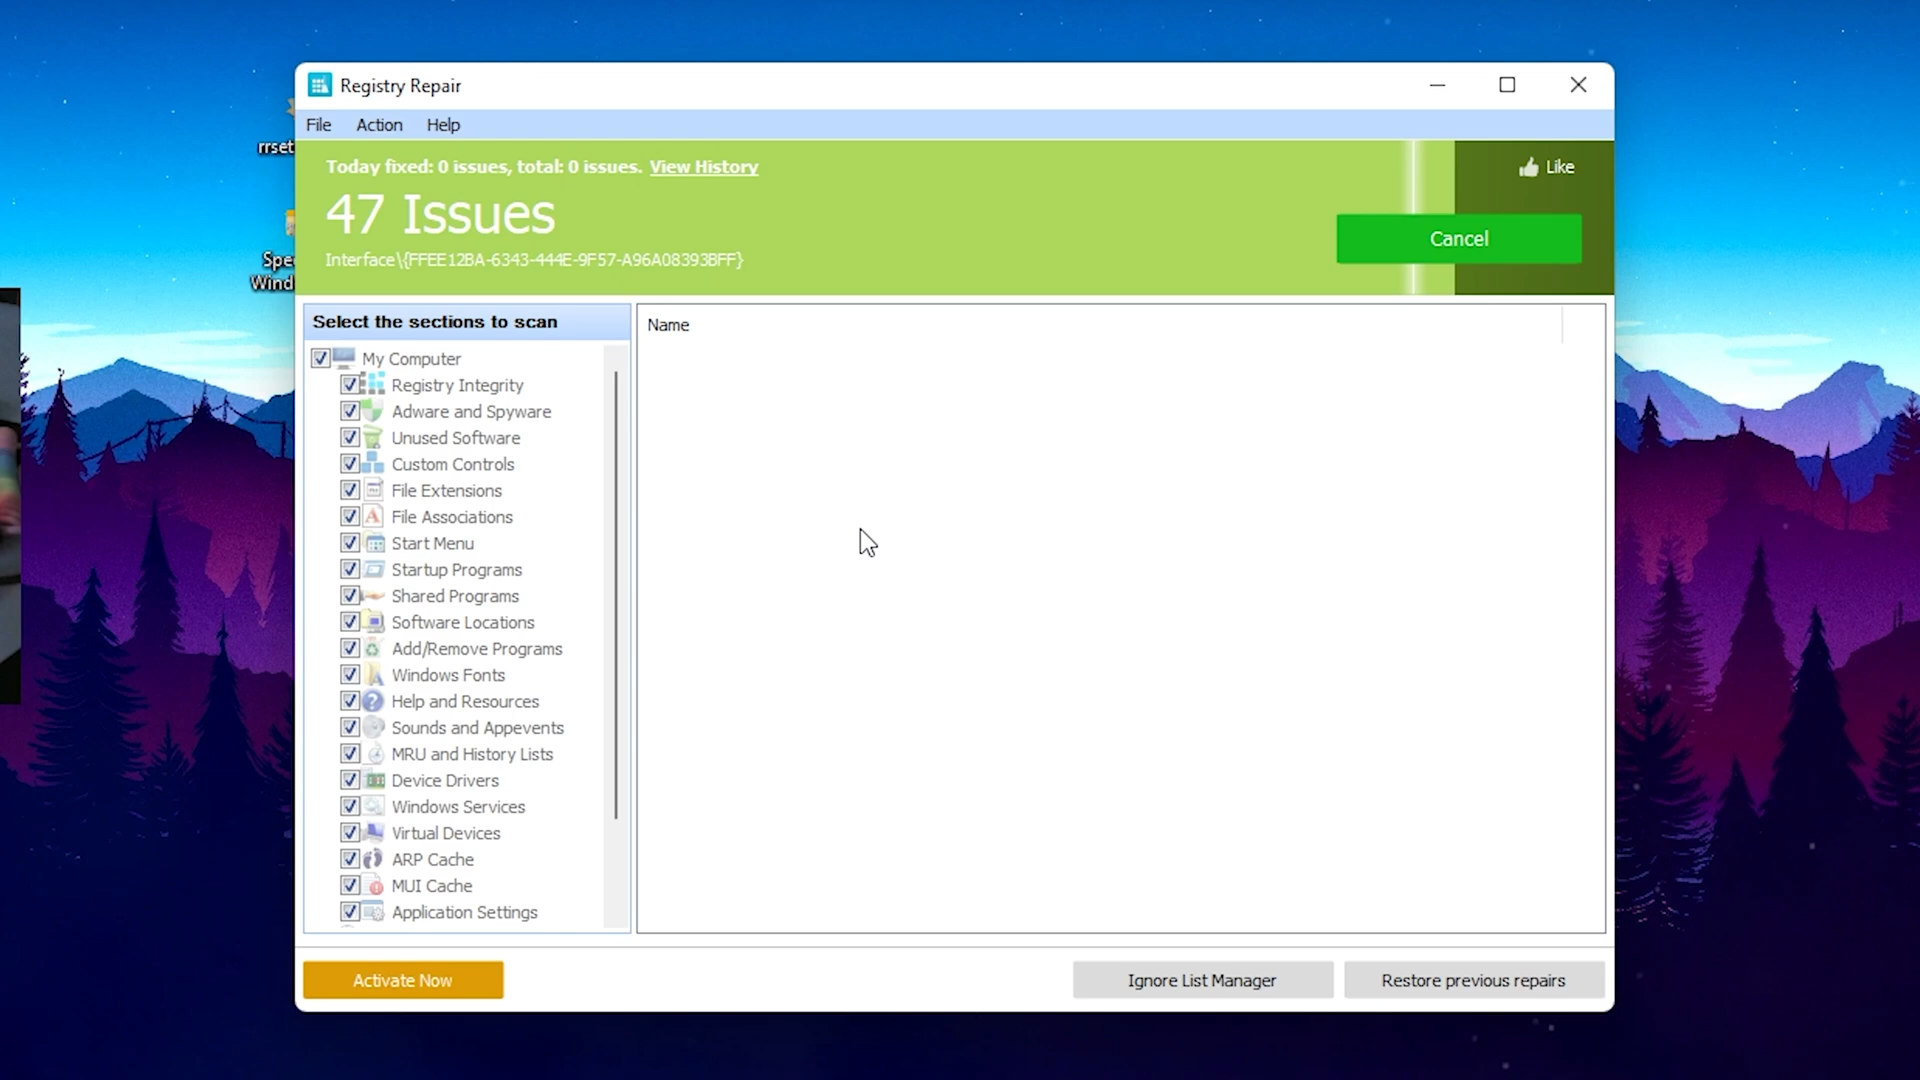 Registry Repair
File Action Help
Today fixed: 0 issues, total: 0 issues. View History
Like
47 Issues
Cancel
Interface\{FFEE12BA-6343-444E-9F57-A96A08393BFF}
rrset
Spe
Wind
Select the sections to scan
Name
My Computer
Registry Integrity
Adware and Spyware
Unused Software
Custom Controls
File Extensions
File Associations
Start Menu
Startup Programs
Shared Programs
Software Locations
Add/Remove Programs
Windows Fonts
Help and Resources
Sounds and Appevents
MRU and History Lists
Device Drivers
Windows Services
Virtual Devices
ARP Cache
MUI Cache
Application Settings
Activate Now
Ignore List Manager
Restore previous repairs